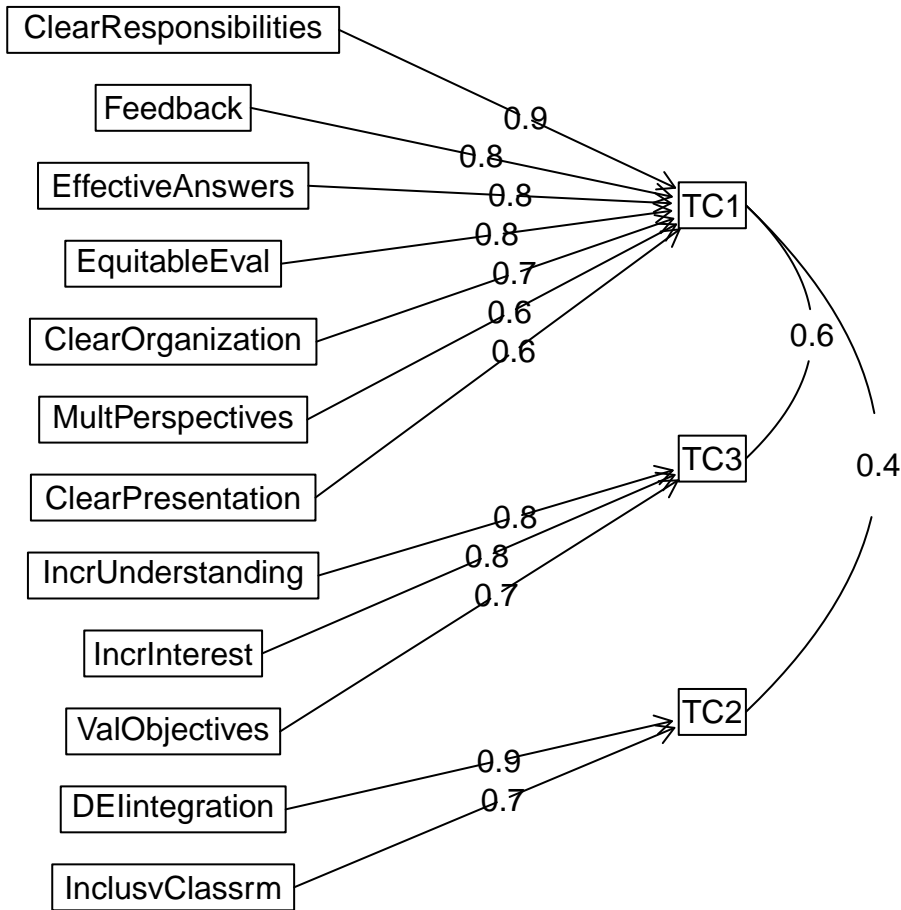 ClearResponsibilities
Feedback
EffectiveAnswers
EquitableEval
ClearOrganization
MultPerspectives
ClearPresentation
IncrUnderstanding
IncrInterest
ValObjectives
DEIintegration
InclusvClassrm
0.9
0.8
0.8
0.8
0.7
0.6
0.6
0.8
0.8
0.7
0.9
0.7
TC1
TC3
TC2
0.6
0.4